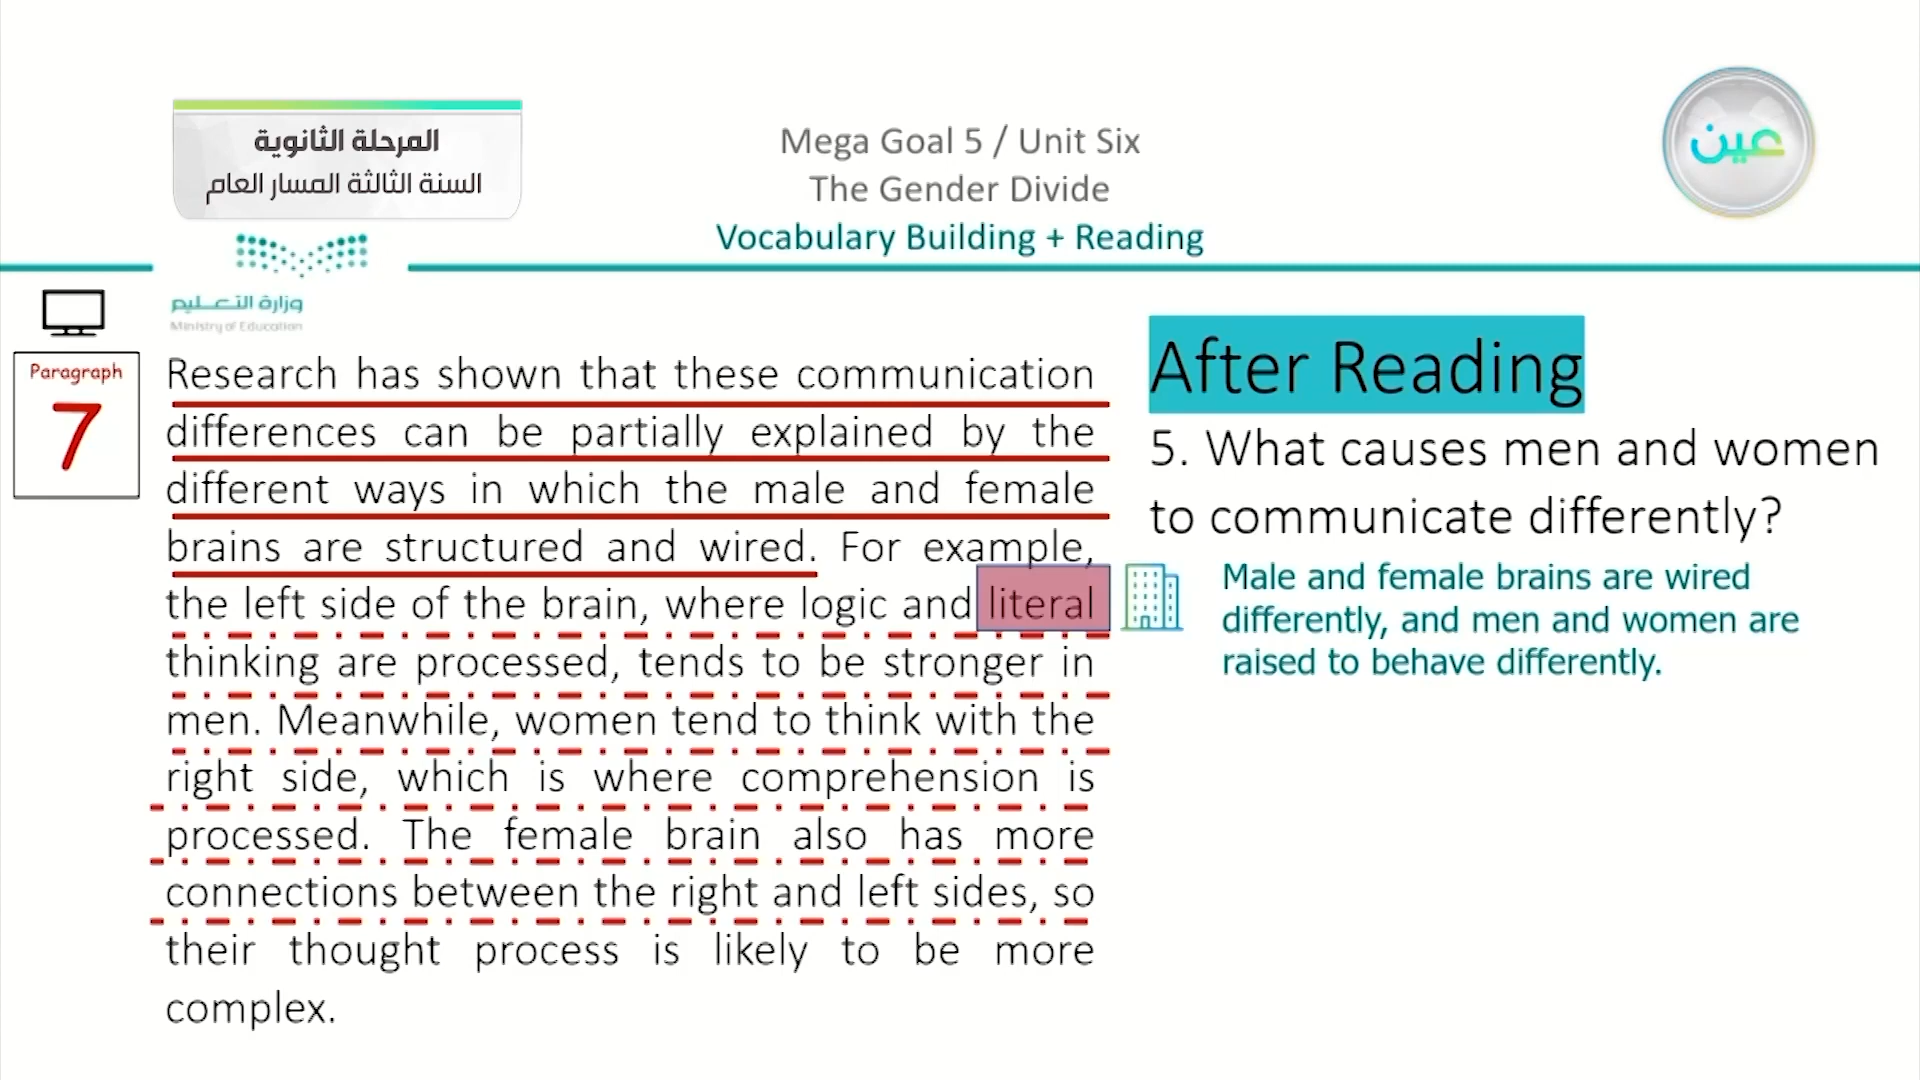 المرحلة الثانوية
السنة الثالثة المسار العام
Mega Goal 5 / Unit Six
The Gender Divide
Vocabulary Building + Reading
عين
وزارة التعليم
Ministry of Education
Paragraph
7
Research has shown that these communication
differences can be partially explained by the
different ways in which the male and female
brains are structured and wired. For example,
the left side of the brain, where logic and literal
thinking are processed, tends to be stronger in
men. Meanwhile, women tend to think with the
right side, which is where comprehension is
processed. The female brain also has more
connections between the right and left sides, so
their thought process is likely to be more
complex.
After Reading
5. What causes men and women
to communicate differently?
Male and female brains are wired
differently, and men and women are
raised to behave differently.